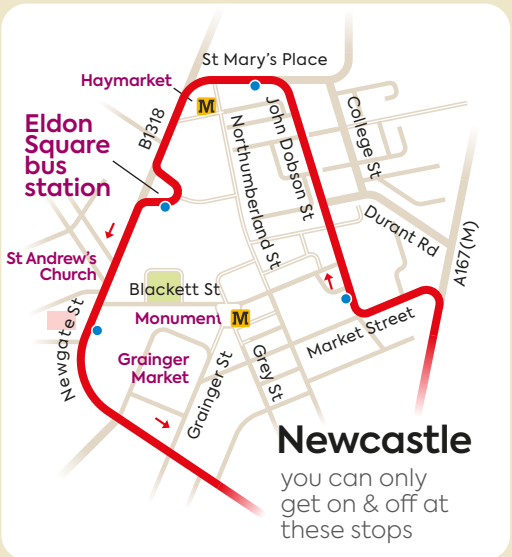 St Mary's Place
Haymarket
M
B1318
Eldon
Square
bus
station
Northumberland St
John Dobson St
College St
Durant Rd
A167(M)
St Andrew's
Church
Blackett St
Monument
M
Newgate St
Grainger
Market
Grainger St
Grey St
Market Street
Newcastle
you can only
get on & off at
these stops